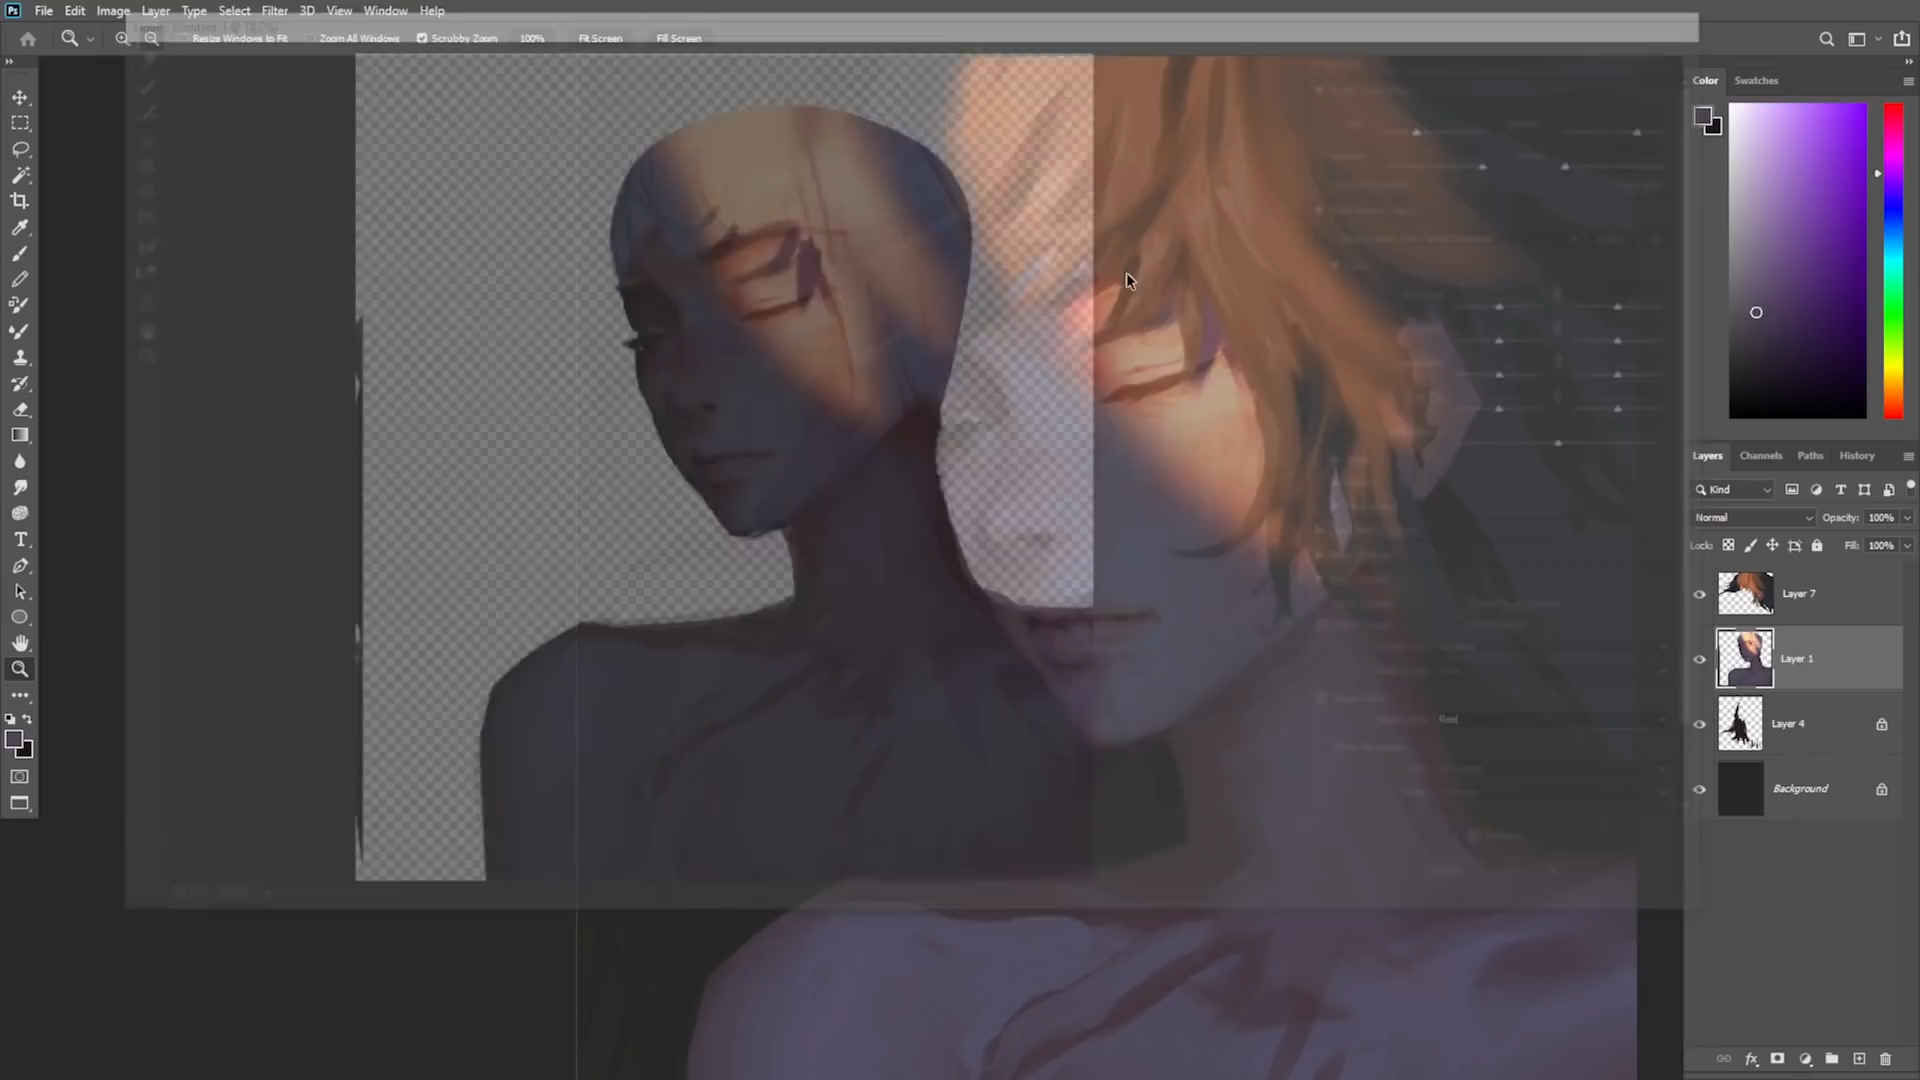 Ps File Edit Image Layer Type Select Filter 3D View Window Help
Resize Windows to Fit Zoom All Windows Scrubby Zoom 100% Fit Screen Fill Screen
Color Swatches
Layers Channels Paths History
Kind
Normal Opacity: 100%
Lock: Fill: 100%
Layer 7
Layer 1
Layer 4
Background